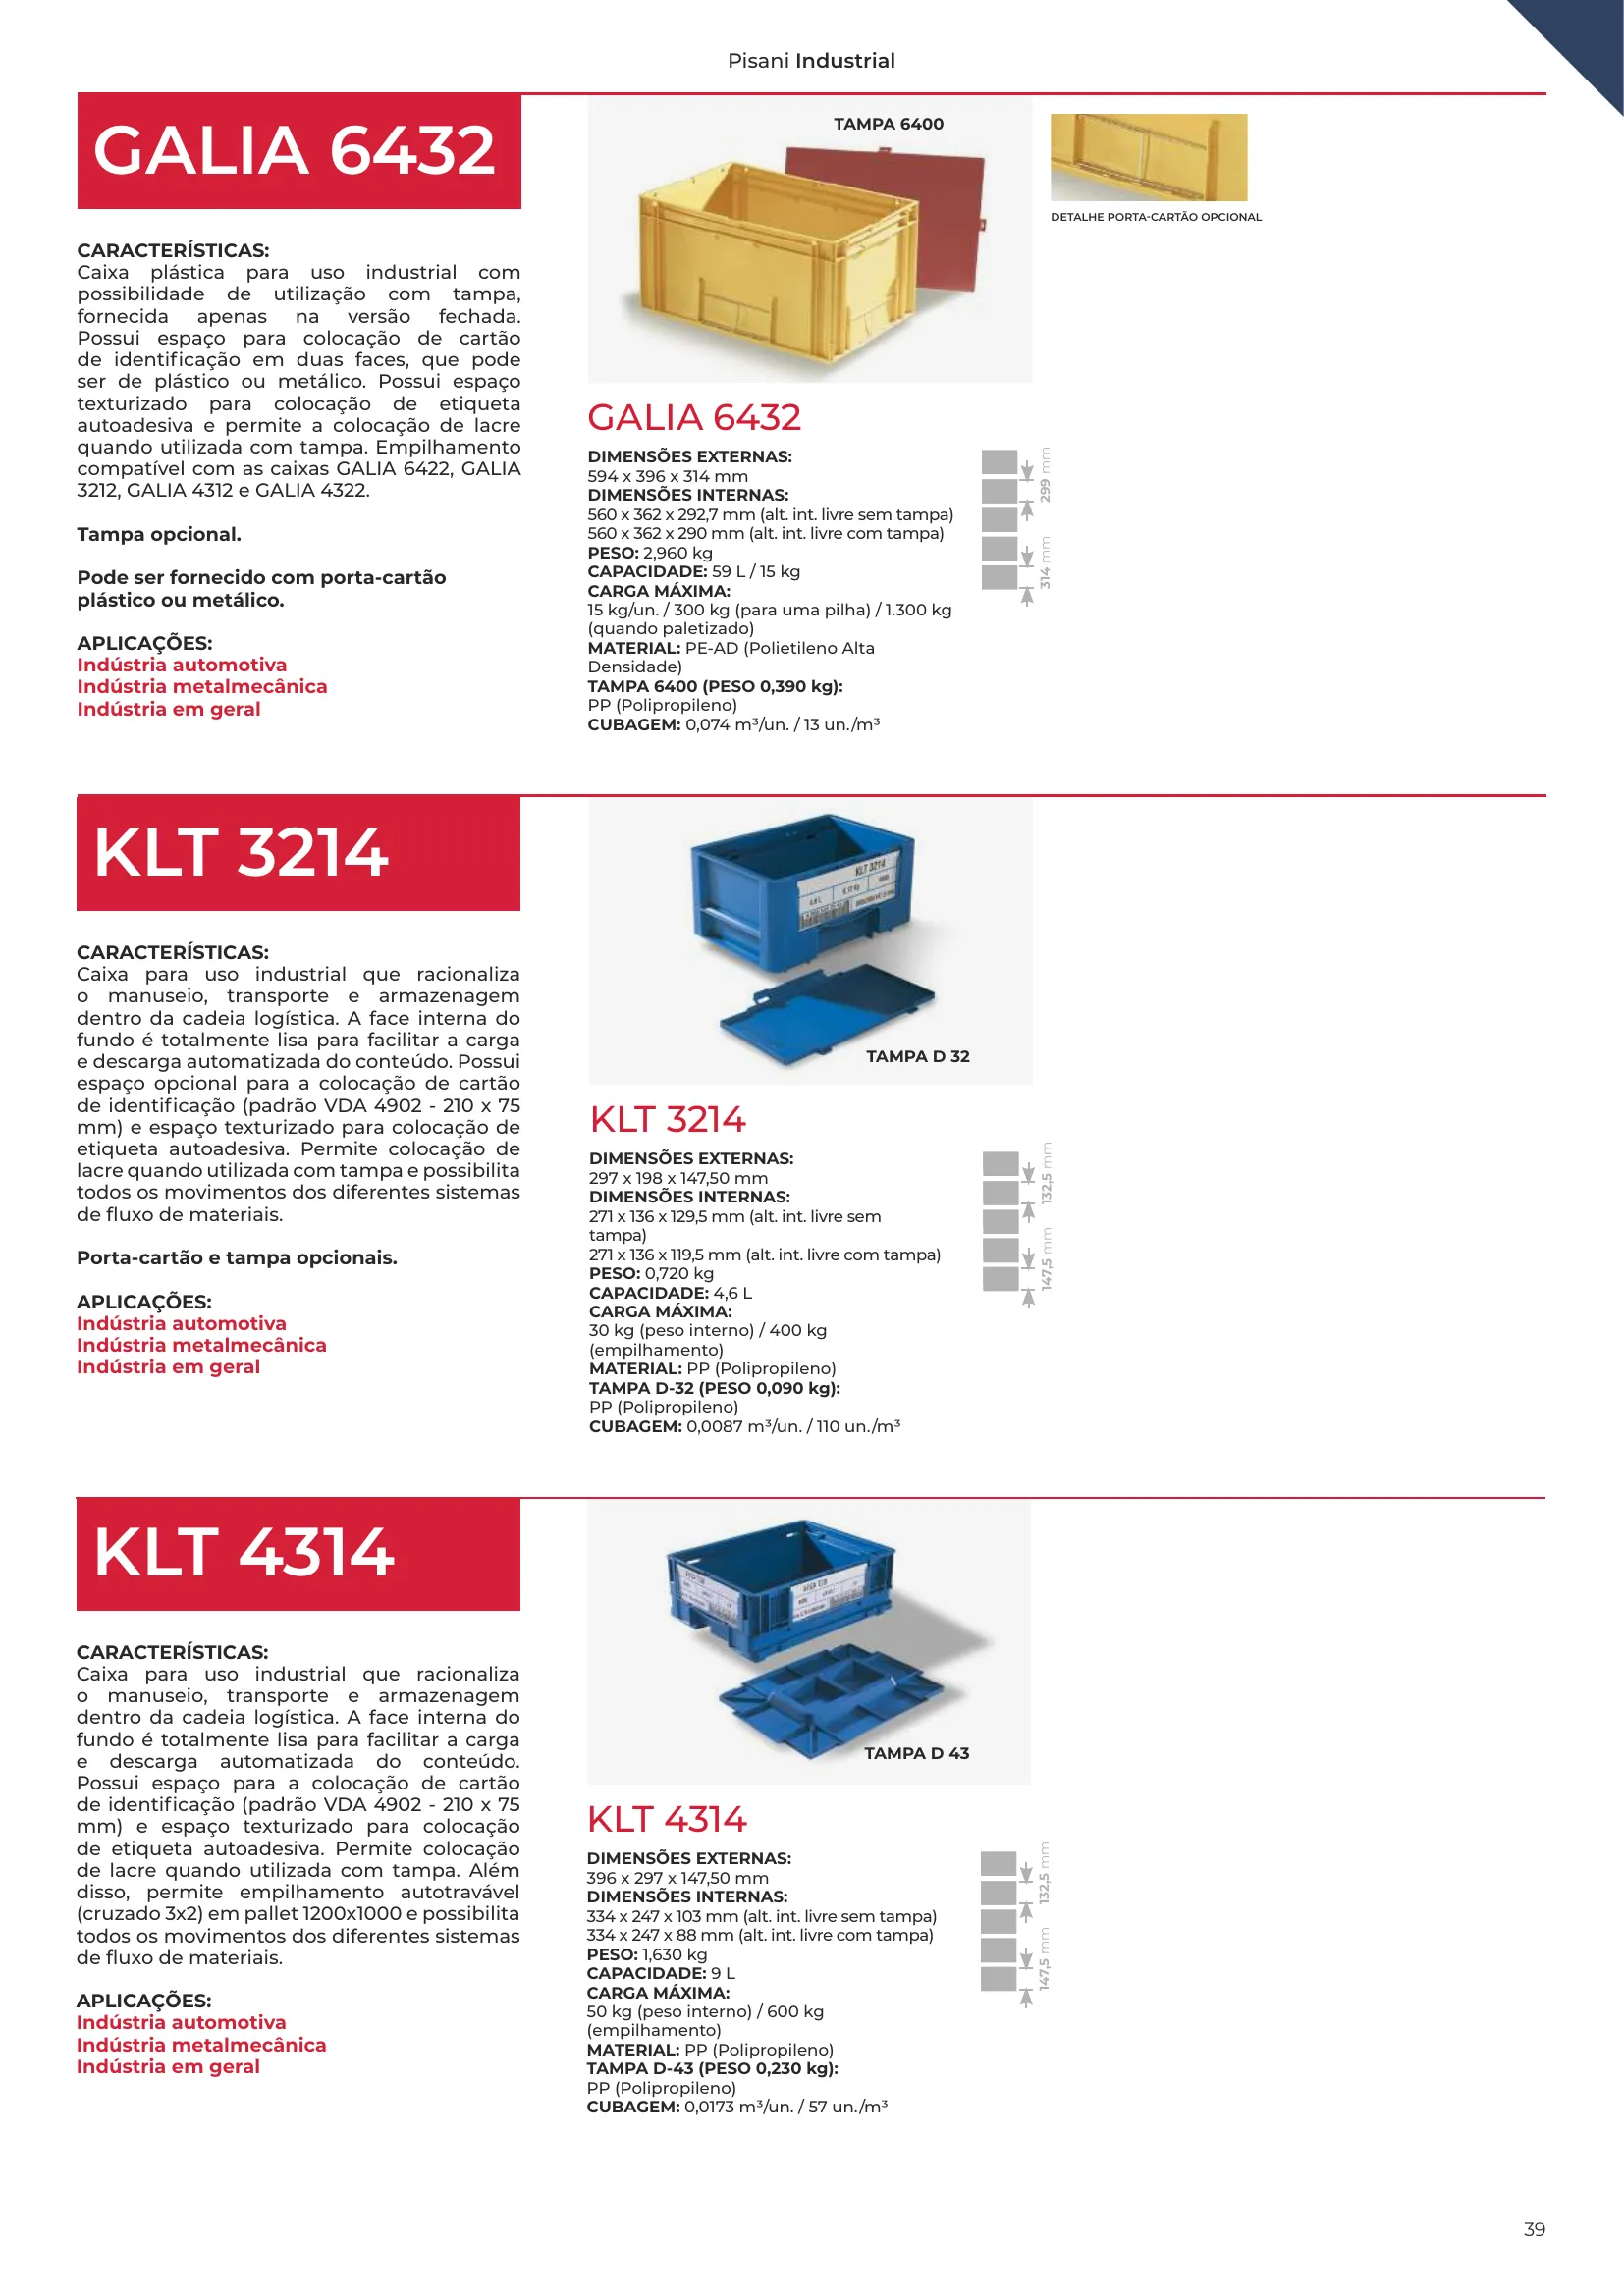 Pisani Industrial
GALIA 6432
CARACTERÍSTICAS:
Caixa plástica para uso industrial com
possibilidade de utilização com tampa,
fornecida apenas na versão fechada.
Possui espaço para colocação de cartão
de identificação em duas faces, que pode
ser de plástico ou metálico. Possui espaço
texturizado para colocação de etiqueta
autoadesiva e permite a colocação de lacre
quando utilizada com tampa. Empilhamento
compatível com as caixas GALIA 6422, GALIA
3212, GALIA 4312 e GALIA 4322.
Tampa opcional.
Pode ser fornecido com porta-cartão
plástico ou metálico.
APLICAÇÕES:
Indústria automotiva
Indústria metalmecânica
Indústria em geral
TAMPA 6400
DETALHE PORTA-CARTÃO OPCIONAL
GALIA 6432
DIMENSÕES EXTERNAS:
594 x 396 x 314 mm
DIMENSÕES INTERNAS:
560 x 362 x 292,7 mm (alt. int. livre sem tampa)
560 x 362 x 290 mm (alt. int. livre com tampa)
PESO: 2,960 kg
CAPACIDADE: 59 L / 15 kg
CARGA MÁXIMA:
15 kg/un. / 300 kg (para uma pilha) / 1.300 kg
(quando paletizado)
MATERIAL: PE-AD (Polietileno Alta
Densidade)
TAMPA 6400 (PESO 0,390 kg):
PP (Polipropileno)
CUBAGEM: 0,074 m³/un. / 13 un./m³
299 mm
314 mm
KLT 3214
CARACTERÍSTICAS:
Caixa para uso industrial que racionaliza
o manuseio, transporte e armazenagem
dentro da cadeia logística. A face interna do
fundo é totalmente lisa para facilitar a carga
e descarga automatizada do conteúdo. Possui
espaço opcional para a colocação de cartão
de identificação (padrão VDA 4902 - 210 x 75
mm) e espaço texturizado para colocação de
etiqueta autoadesiva. Permite colocação de
lacre quando utilizada com tampa e possibilita
todos os movimentos dos diferentes sistemas
de fluxo de materiais.
Porta-cartão e tampa opcionais.
APLICAÇÕES:
Indústria automotiva
Indústria metalmecânica
Indústria em geral
KLT 3214
TAMPA D 32
KLT 3214
DIMENSÕES EXTERNAS:
297 x 198 x 147,50 mm
DIMENSÕES INTERNAS:
271 x 136 x 129,5 mm (alt. int. livre sem
tampa)
271 x 136 x 119,5 mm (alt. int. livre com tampa)
PESO: 0,720 kg
CAPACIDADE: 4,6 L
CARGA MÁXIMA:
30 kg (peso interno) / 400 kg
(empilhamento)
MATERIAL: PP (Polipropileno)
TAMPA D-32 (PESO 0,090 kg):
PP (Polipropileno)
CUBAGEM: 0,0087 m³/un. / 110 un./m³
132,5 mm
147,5 mm
KLT 4314
CARACTERÍSTICAS:
Caixa para uso industrial que racionaliza
o manuseio, transporte e armazenagem
dentro da cadeia logística. A face interna do
fundo é totalmente lisa para facilitar a carga
e descarga automatizada do conteúdo.
Possui espaço para a colocação de cartão
de identificação (padrão VDA 4902 - 210 x 75
mm) e espaço texturizado para colocação
de etiqueta autoadesiva. Permite colocação
de lacre quando utilizada com tampa. Além
disso, permite empilhamento autotravável
(cruzado 3x2) em pallet 1200x1000 e possibilita
todos os movimentos dos diferentes sistemas
de fluxo de materiais.
APLICAÇÕES:
Indústria automotiva
Indústria metalmecânica
Indústria em geral
TAMPA D 43
KLT 4314
DIMENSÕES EXTERNAS:
396 x 297 x 147,50 mm
DIMENSÕES INTERNAS:
334 x 247 x 103 mm (alt. int. livre sem tampa)
334 x 247 x 88 mm (alt. int. livre com tampa)
PESO: 1,630 kg
CAPACIDADE: 9 L
CARGA MÁXIMA:
50 kg (peso interno) / 600 kg
(empilhamento)
MATERIAL: PP (Polipropileno)
TAMPA D-43 (PESO 0,230 kg):
PP (Polipropileno)
CUBAGEM: 0,0173 m³/un. / 57 un./m³
132,5 mm
147,5 mm
39